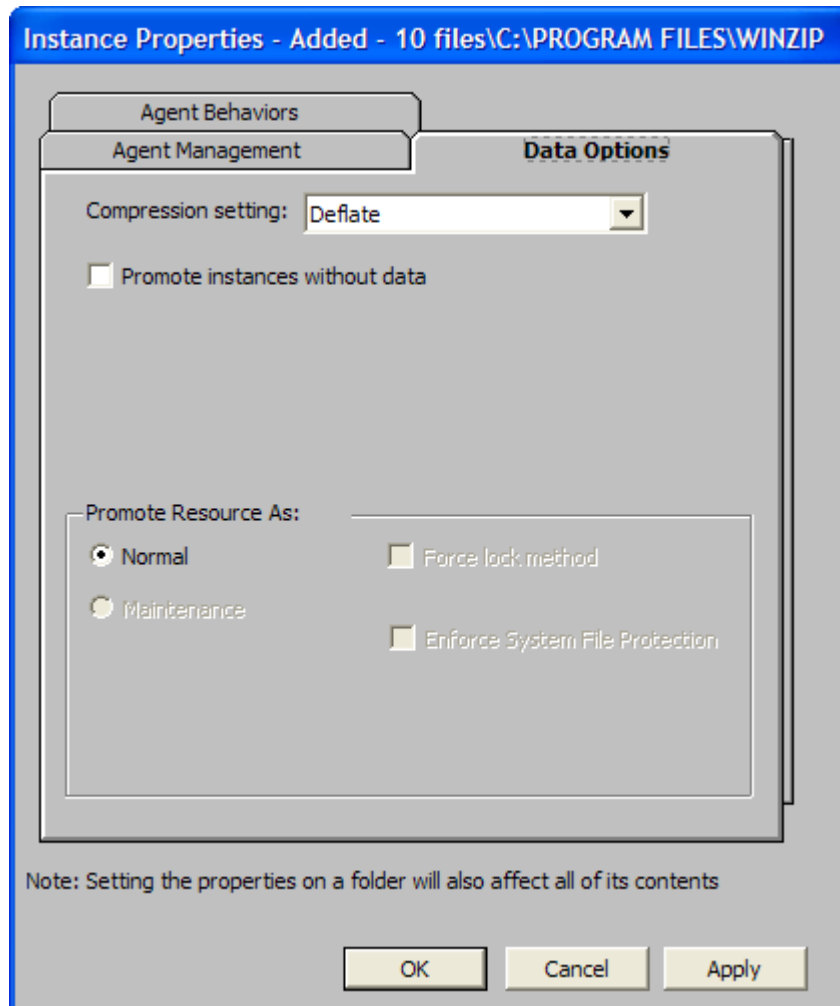 Instance Properties - Added - 10 files\C:\PROGRAM FILES\WINZIP
Agent Behaviors
Agent Management
Data Options
Compression setting: Deflate
Promote instances without data
Promote Resource As:
Normal
Force lock method
Maintenance
Enforce System File Protection
Note: Setting the properties on a folder will also affect all of its contents
OK
Cancel
Apply